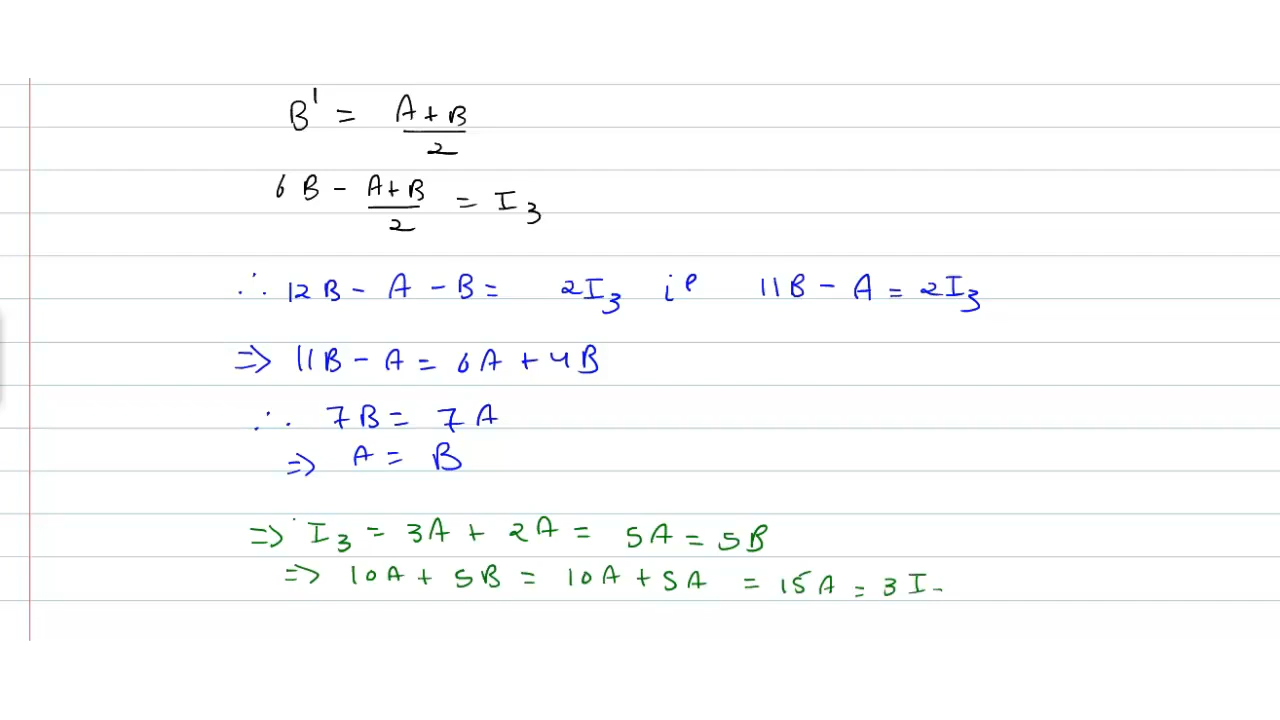 B' = A+B/2
6B - A+B/2 = I₃
∴ 12B - A - B = 2I₃ ie 11B - A = 2I₃
⇒ 11B - A = 6A + 4B
∴ 7B = 7A
⇒ A = B
⇒ I₃ = 3A + 2A = 5A = 5B
⇒ 10A + 5B = 10A + 5A = 15A = 3I